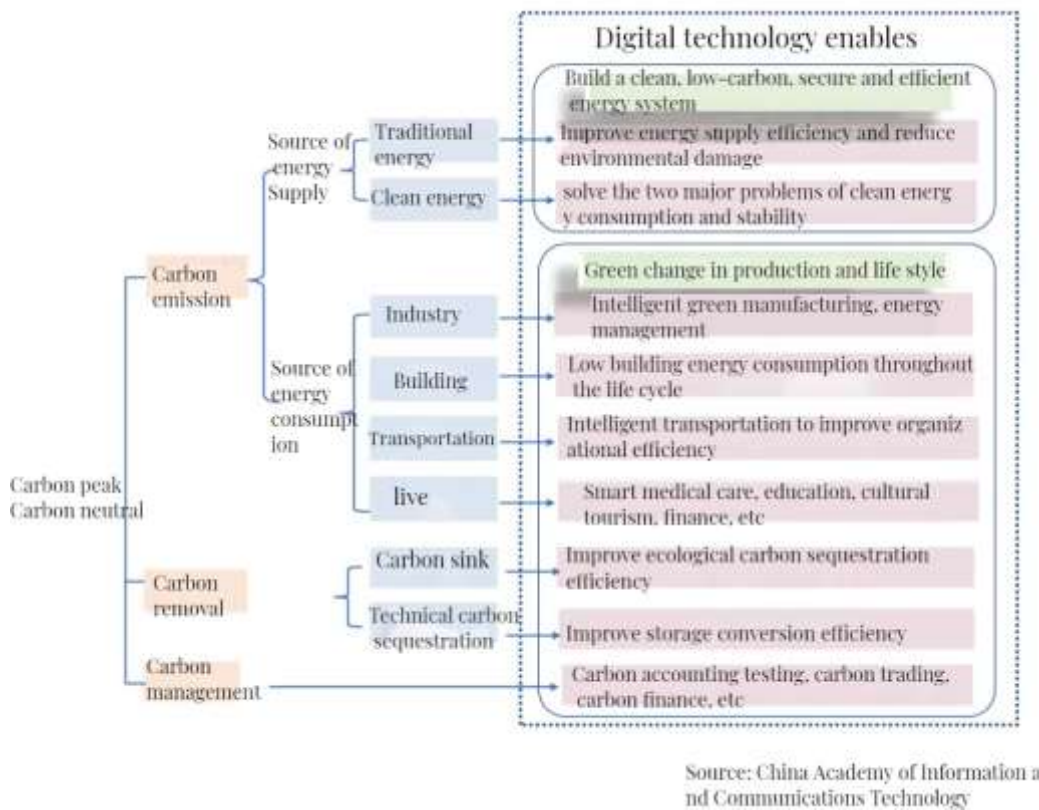 Digital technology enables
Build a clean, low-carbon, secure and efficient
energy system
Source of
energy
Supply
Traditional
energy
Improve energy supply efficiency and reduce
environmental damage
Clean energy
solve the two major problems of clean energ
y consumption and stability
Carbon
emission
Green change in production and life style
Industry
Intelligent green manufacturing, energy
management
Source of
energy
consumpt
ion
Building
Low building energy consumption throughout
the life cycle
Transportation
Intelligent transportation to improve organiz
ational efficiency
live
Smart medical care, education, cultural
tourism, finance, etc
Carbon peak
Carbon neutral
Carbon
removal
Carbon sink
Improve ecological carbon sequestration
efficiency
Technical carbon
sequestration
Improve storage conversion efficiency
Carbon
management
Carbon accounting testing, carbon trading,
carbon finance, etc
Source: China Academy of Information a
nd Communications Technology